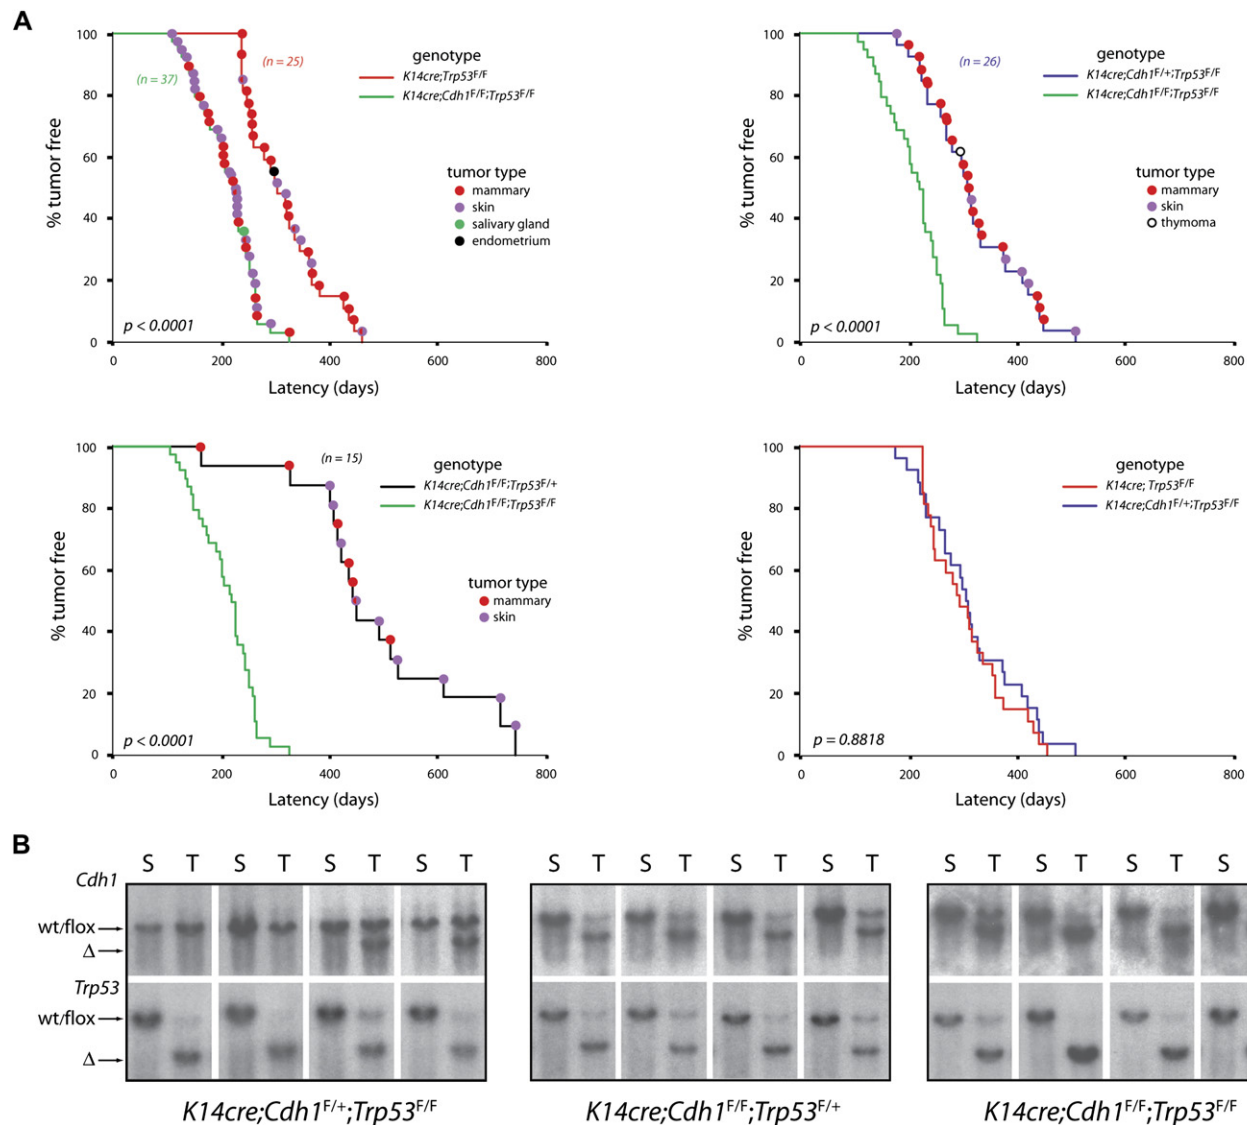 A
100
80
60
40
20
0
% tumor free
(n = 37)
(n = 25)
genotype
K14cre;Trp53F/F
K14cre;Cdh1F/F;Trp53F/F
tumor type
mammary
skin
salivary gland
endometrium
p < 0.0001
0 200 400 600 800
Latency (days)
100
80
60
40
20
0
% tumor free
(n = 26)
genotype
K14cre;Cdh1F/+;Trp53F/F
K14cre;Cdh1F/F;Trp53F/F
tumor type
mammary
skin
thymoma
p < 0.0001
0 200 400 600 800
Latency (days)
100
80
60
40
20
0
% tumor free
(n = 15)
genotype
K14cre;Cdh1F/F;Trp53F/+
K14cre;Cdh1F/F;Trp53F/F
tumor type
mammary
skin
p < 0.0001
0 200 400 600 800
Latency (days)
100
80
60
40
20
0
% tumor free
genotype
K14cre; Trp53F/F
K14cre;Cdh1F/+;Trp53F/F
p = 0.8818
0 200 400 600 800
Latency (days)
B
S T S T S T S T
S T S T S T S T
S T S T S T S
Cdh1
wt/flox
Δ
Trp53
wt/flox
Δ
K14cre;Cdh1F/+;Trp53F/F
K14cre;Cdh1F/F;Trp53F/+
K14cre;Cdh1F/F;Trp53F/F